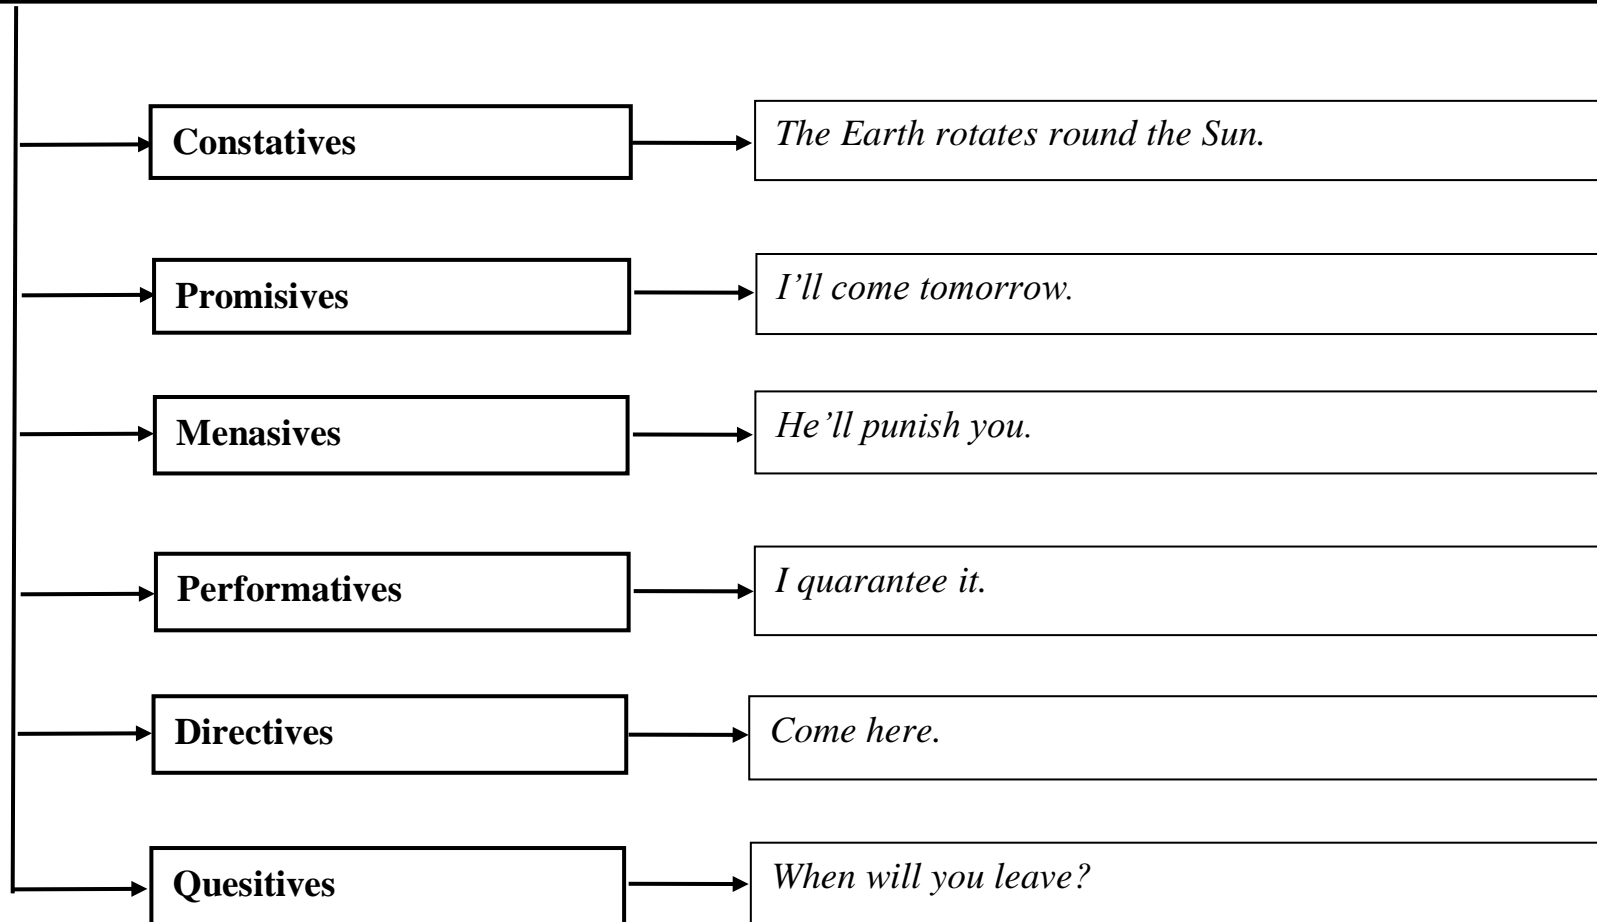 Constatives
The Earth rotates round the Sun.
Promisives
I’ll come tomorrow.
Menasives
He’ll punish you.
Performatives
I quarantee it.
Directives
Come here.
Quesitives
When will you leave?